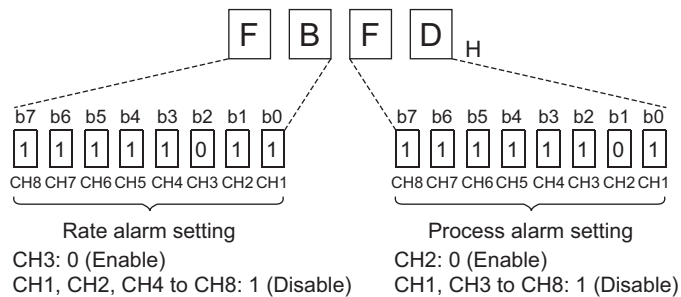 F B F D H
b7 b6 b5 b4 b3 b2 b1 b0
1 1 1 1 1 0 1 1
CH8 CH7 CH6 CH5 CH4 CH3 CH2 CH1
Rate alarm setting
CH3: 0 (Enable)
CH1, CH2, CH4 to CH8: 1 (Disable)
b7 b6 b5 b4 b3 b2 b1 b0
1 1 1 1 1 1 0 1
CH8 CH7 CH6 CH5 CH4 CH3 CH2 CH1
Process alarm setting
CH2: 0 (Enable)
CH1, CH3 to CH8: 1 (Disable)